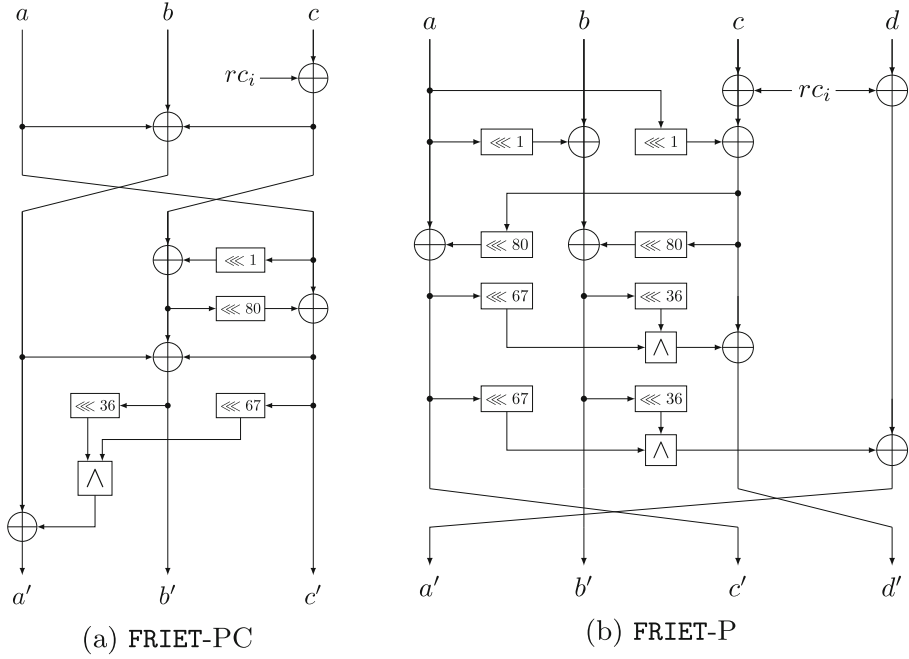 a b c
rc_i
⋘ 1
⋘ 80
⋘ 36 ⋘ 67
∧
a′ b′ c′
(a) FRIET-PC
a b c d
rc_i
⋘ 1 ⋘ 1
⋘ 80 ⋘ 80
⋘ 67 ⋘ 36
∧
⋘ 67 ⋘ 36
∧
a′ b′ c′ d′
(b) FRIET-P